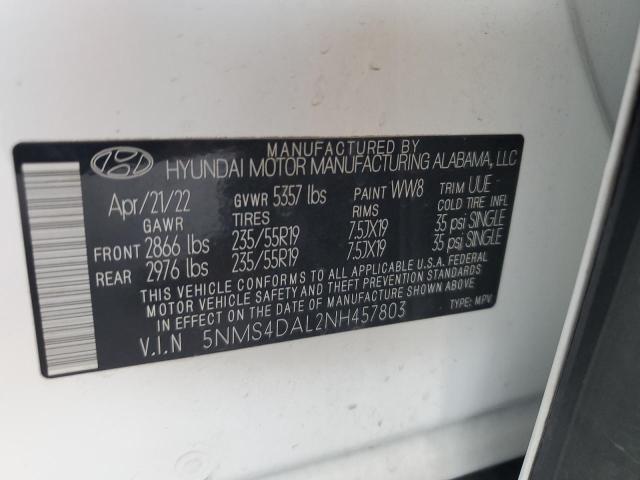 MANUFACTURED BY
HYUNDAI MOTOR MANUFACTURING ALABAMA, LLC
Apr/21/22 GVWR 5357 lbs PAINT WW8 TRIM UUE
GAWR TIRES RIMS COLD TIRE INFL
FRONT 2866 lbs 235/55R19 7.5JX19 35 psi SINGLE
REAR 2976 lbs 235/55R19 7.5JX19 35 psi SINGLE
THIS VEHICLE CONFORMS TO ALL APPLICABLE U.S.A. FEDERAL
MOTOR VEHICLE SAFETY AND THEFT PREVENTION STANDARDS
IN EFFECT ON THE DATE OF MANUFACTURE SHOWN ABOVE.
V.I.N 5NMS4DAL2NH457803 TYPE: MPV